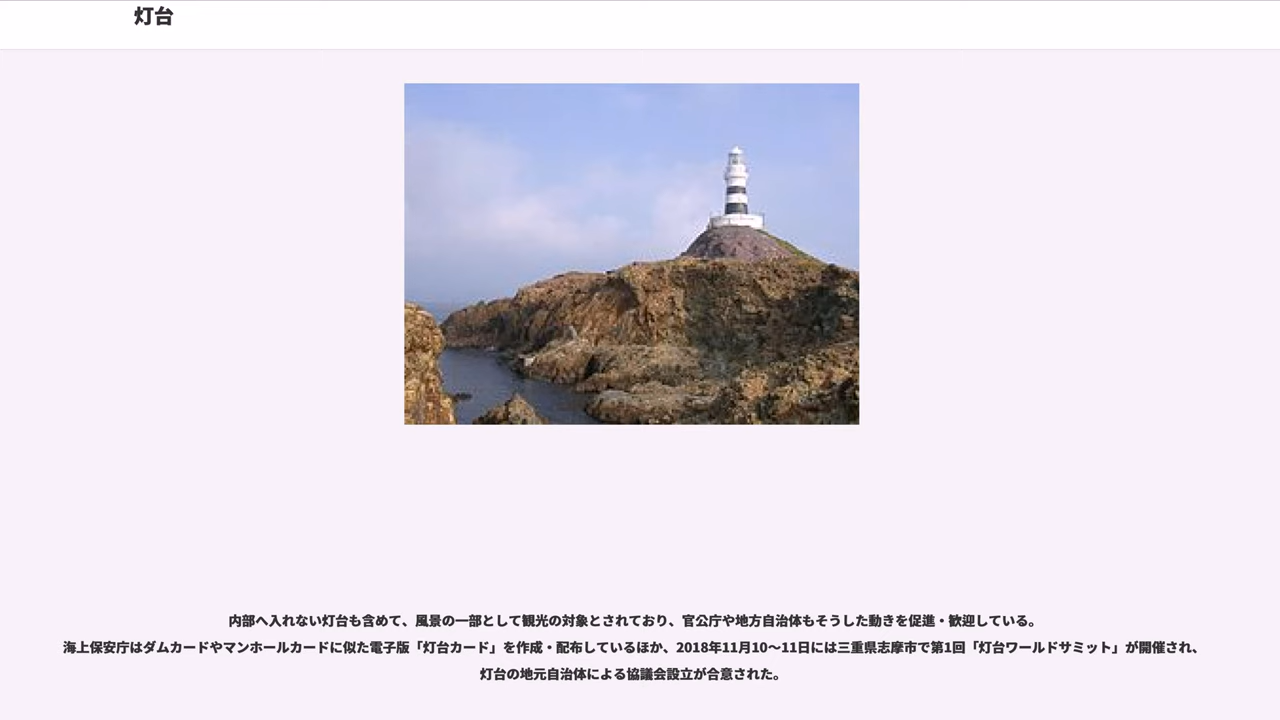 灯台
内部へ入れない灯台も含めて、風景の一部として観光の対象とされており、官公庁や地方自治体もそうした動きを促進・歓迎している。
海上保安庁はダムカードやマンホールカードに似た電子版「灯台カード」を作成・配布しているほか、2018年11月10〜11日には三重県志摩市で第1回「灯台ワールドサミット」が開催され、
灯台の地元自治体による協議会設立が合意された。